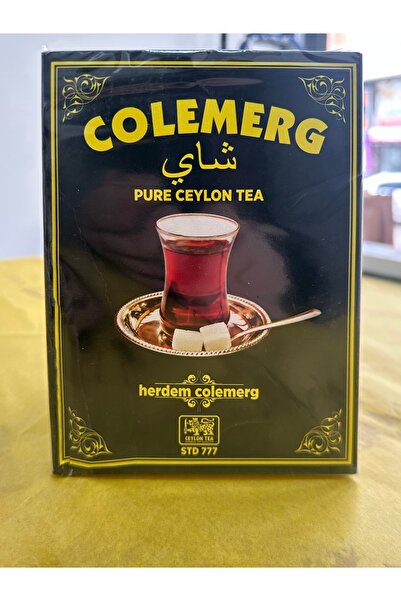 COLEMERG
شاي
PURE CEYLON TEA
herdem colemerg
CEYLON TEA
STD 777